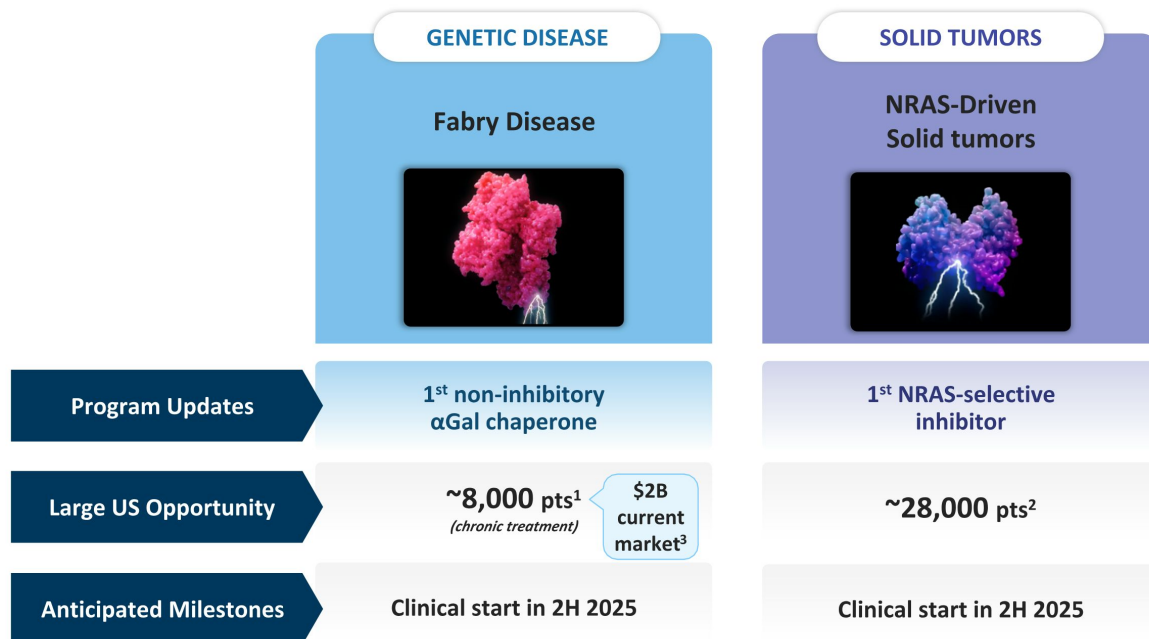 GENETIC DISEASE
SOLID TUMORS
Fabry Disease
NRAS-Driven
Solid tumors
Program Updates
1st non-inhibitory
αGal chaperone
1st NRAS-selective
inhibitor
Large US Opportunity
~8,000 pts¹
(chronic treatment)
$2B
current
market³
~28,000 pts²
Anticipated Milestones
Clinical start in 2H 2025
Clinical start in 2H 2025